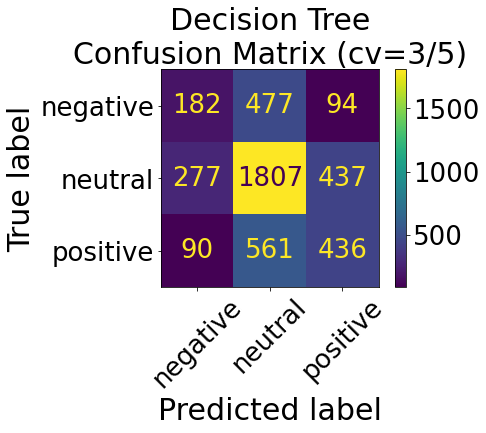 Decision Tree
Confusion Matrix (cv=3/5)
True label
negative 182 477 94
neutral 277 1807 437
positive 90 561 436
negative neutral positive
Predicted label
1500
1000
500